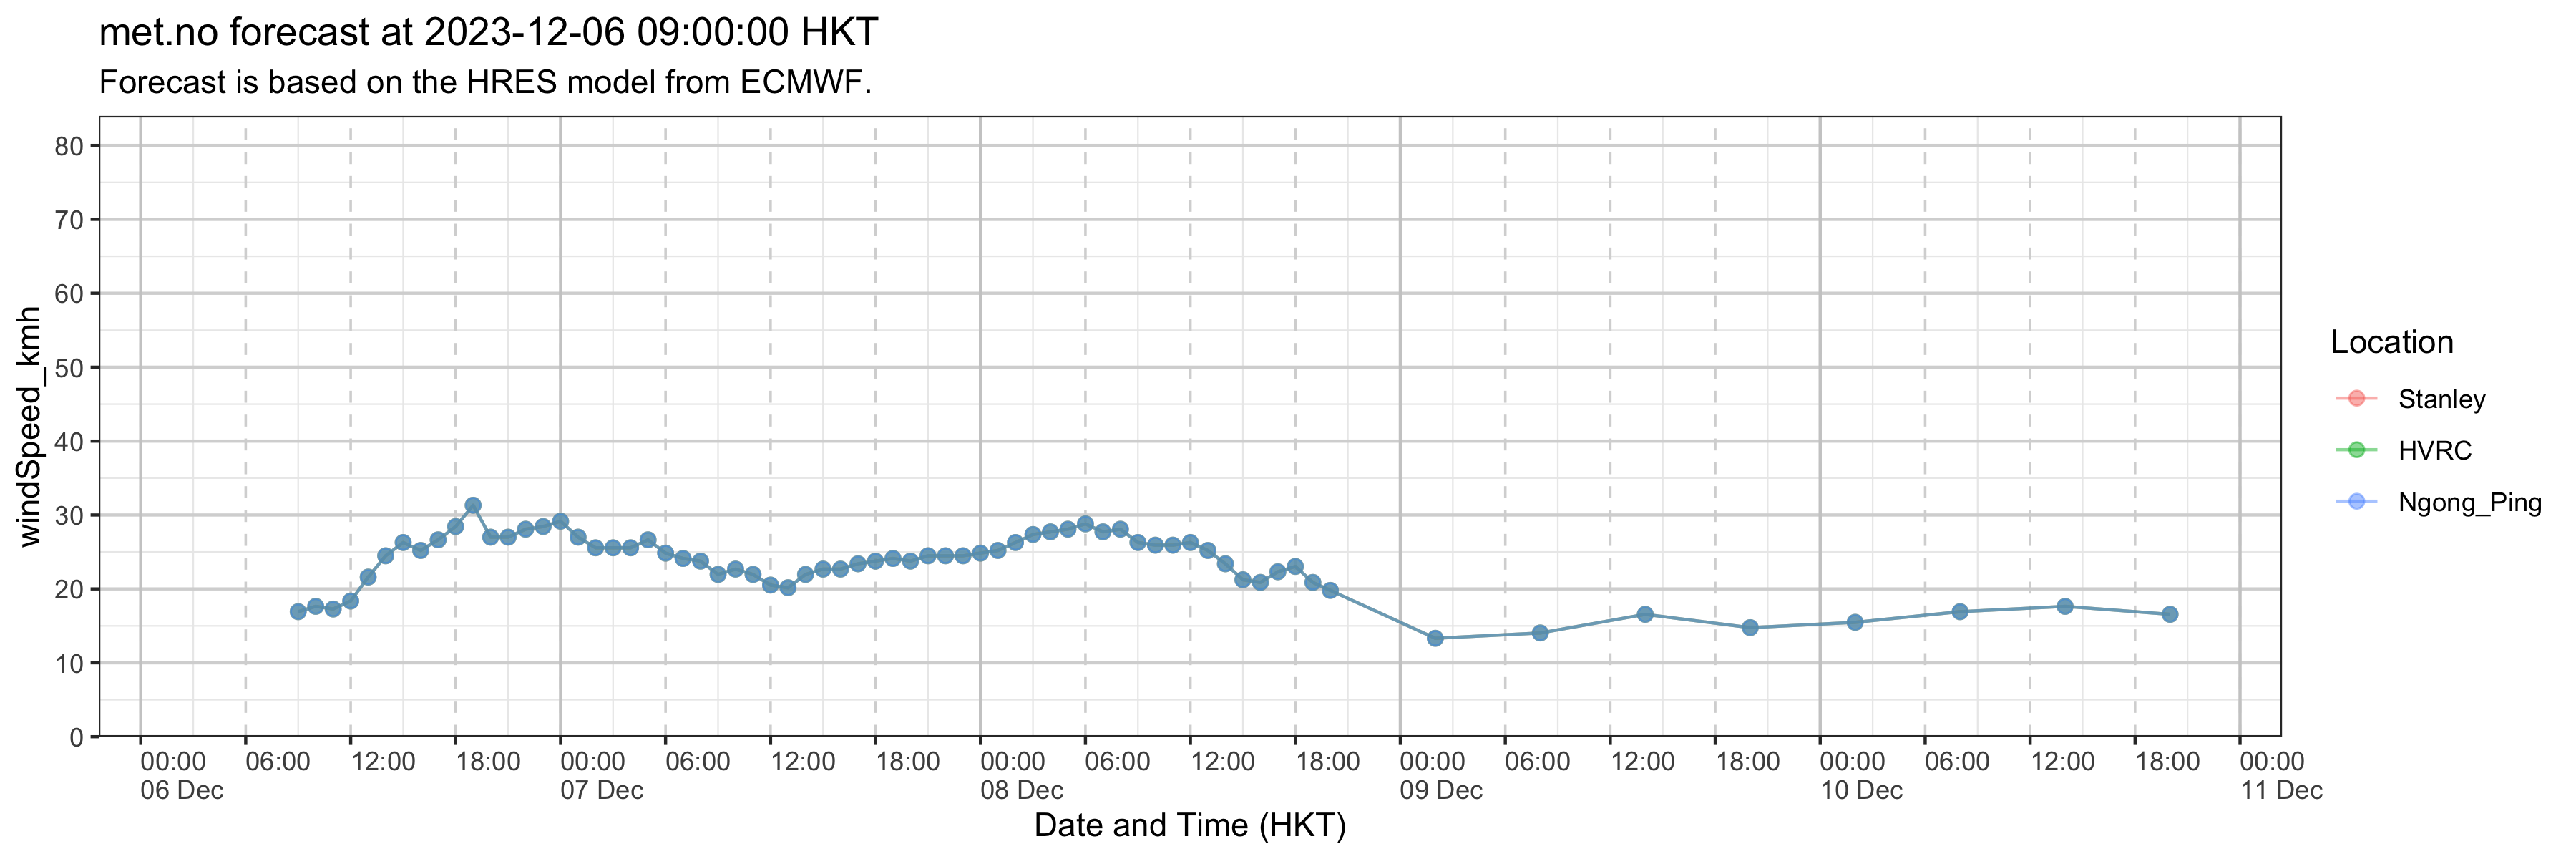 met.no forecast at 2023-12-06 09:00:00 HKT
Forecast is based on the HRES model from ECMWF.
windSpeed_kmh
80
70
60
50
40
30
20
10
0
00:00 06:00 12:00 18:00 00:00 06:00 12:00 18:00 00:00 06:00 12:00 18:00 00:00 06:00 12:00 18:00 00:00 06:00 12:00 18:00 00:00
06 Dec 07 Dec 08 Dec 09 Dec 10 Dec 11 Dec
Date and Time (HKT)
Location
Stanley
HVRC
Ngong_Ping